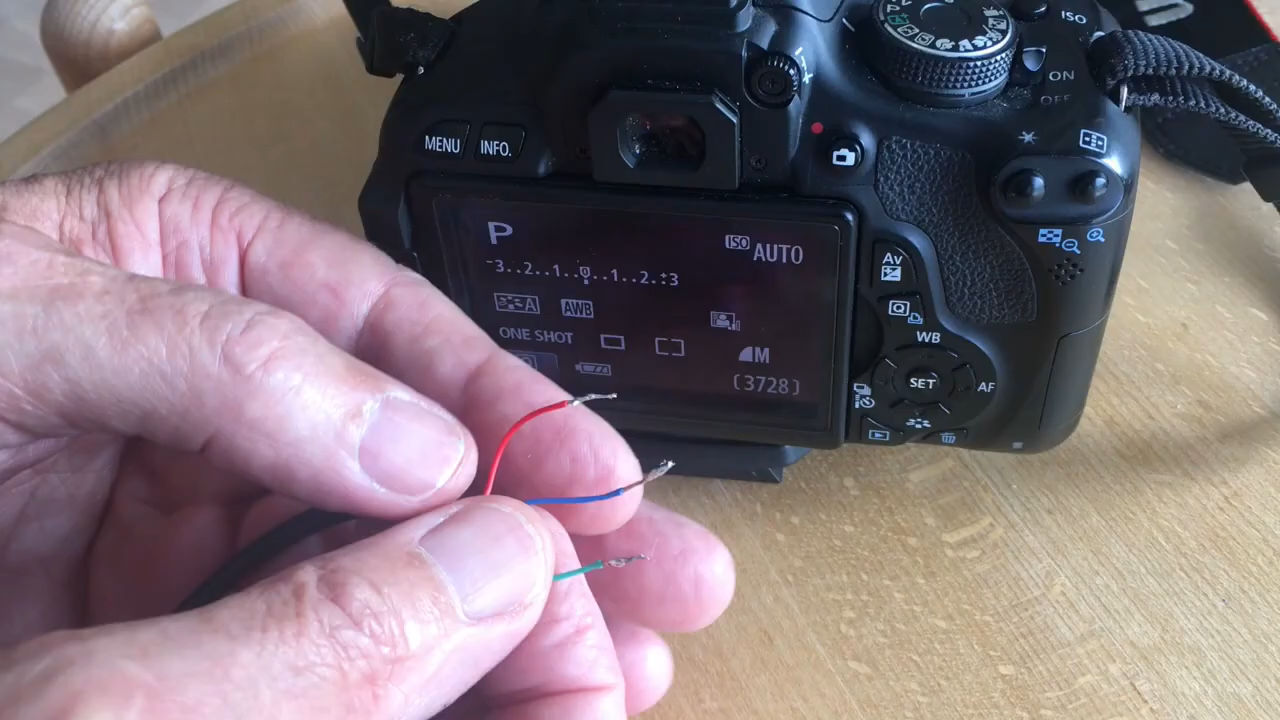 ISO
ON
OFF
MENU
INFO.
P
ISO AUTO
-3..2..1..0..1..2.+3
A
AWB
ONE SHOT
M
(3728)
Av
Q
WB
SET
AF